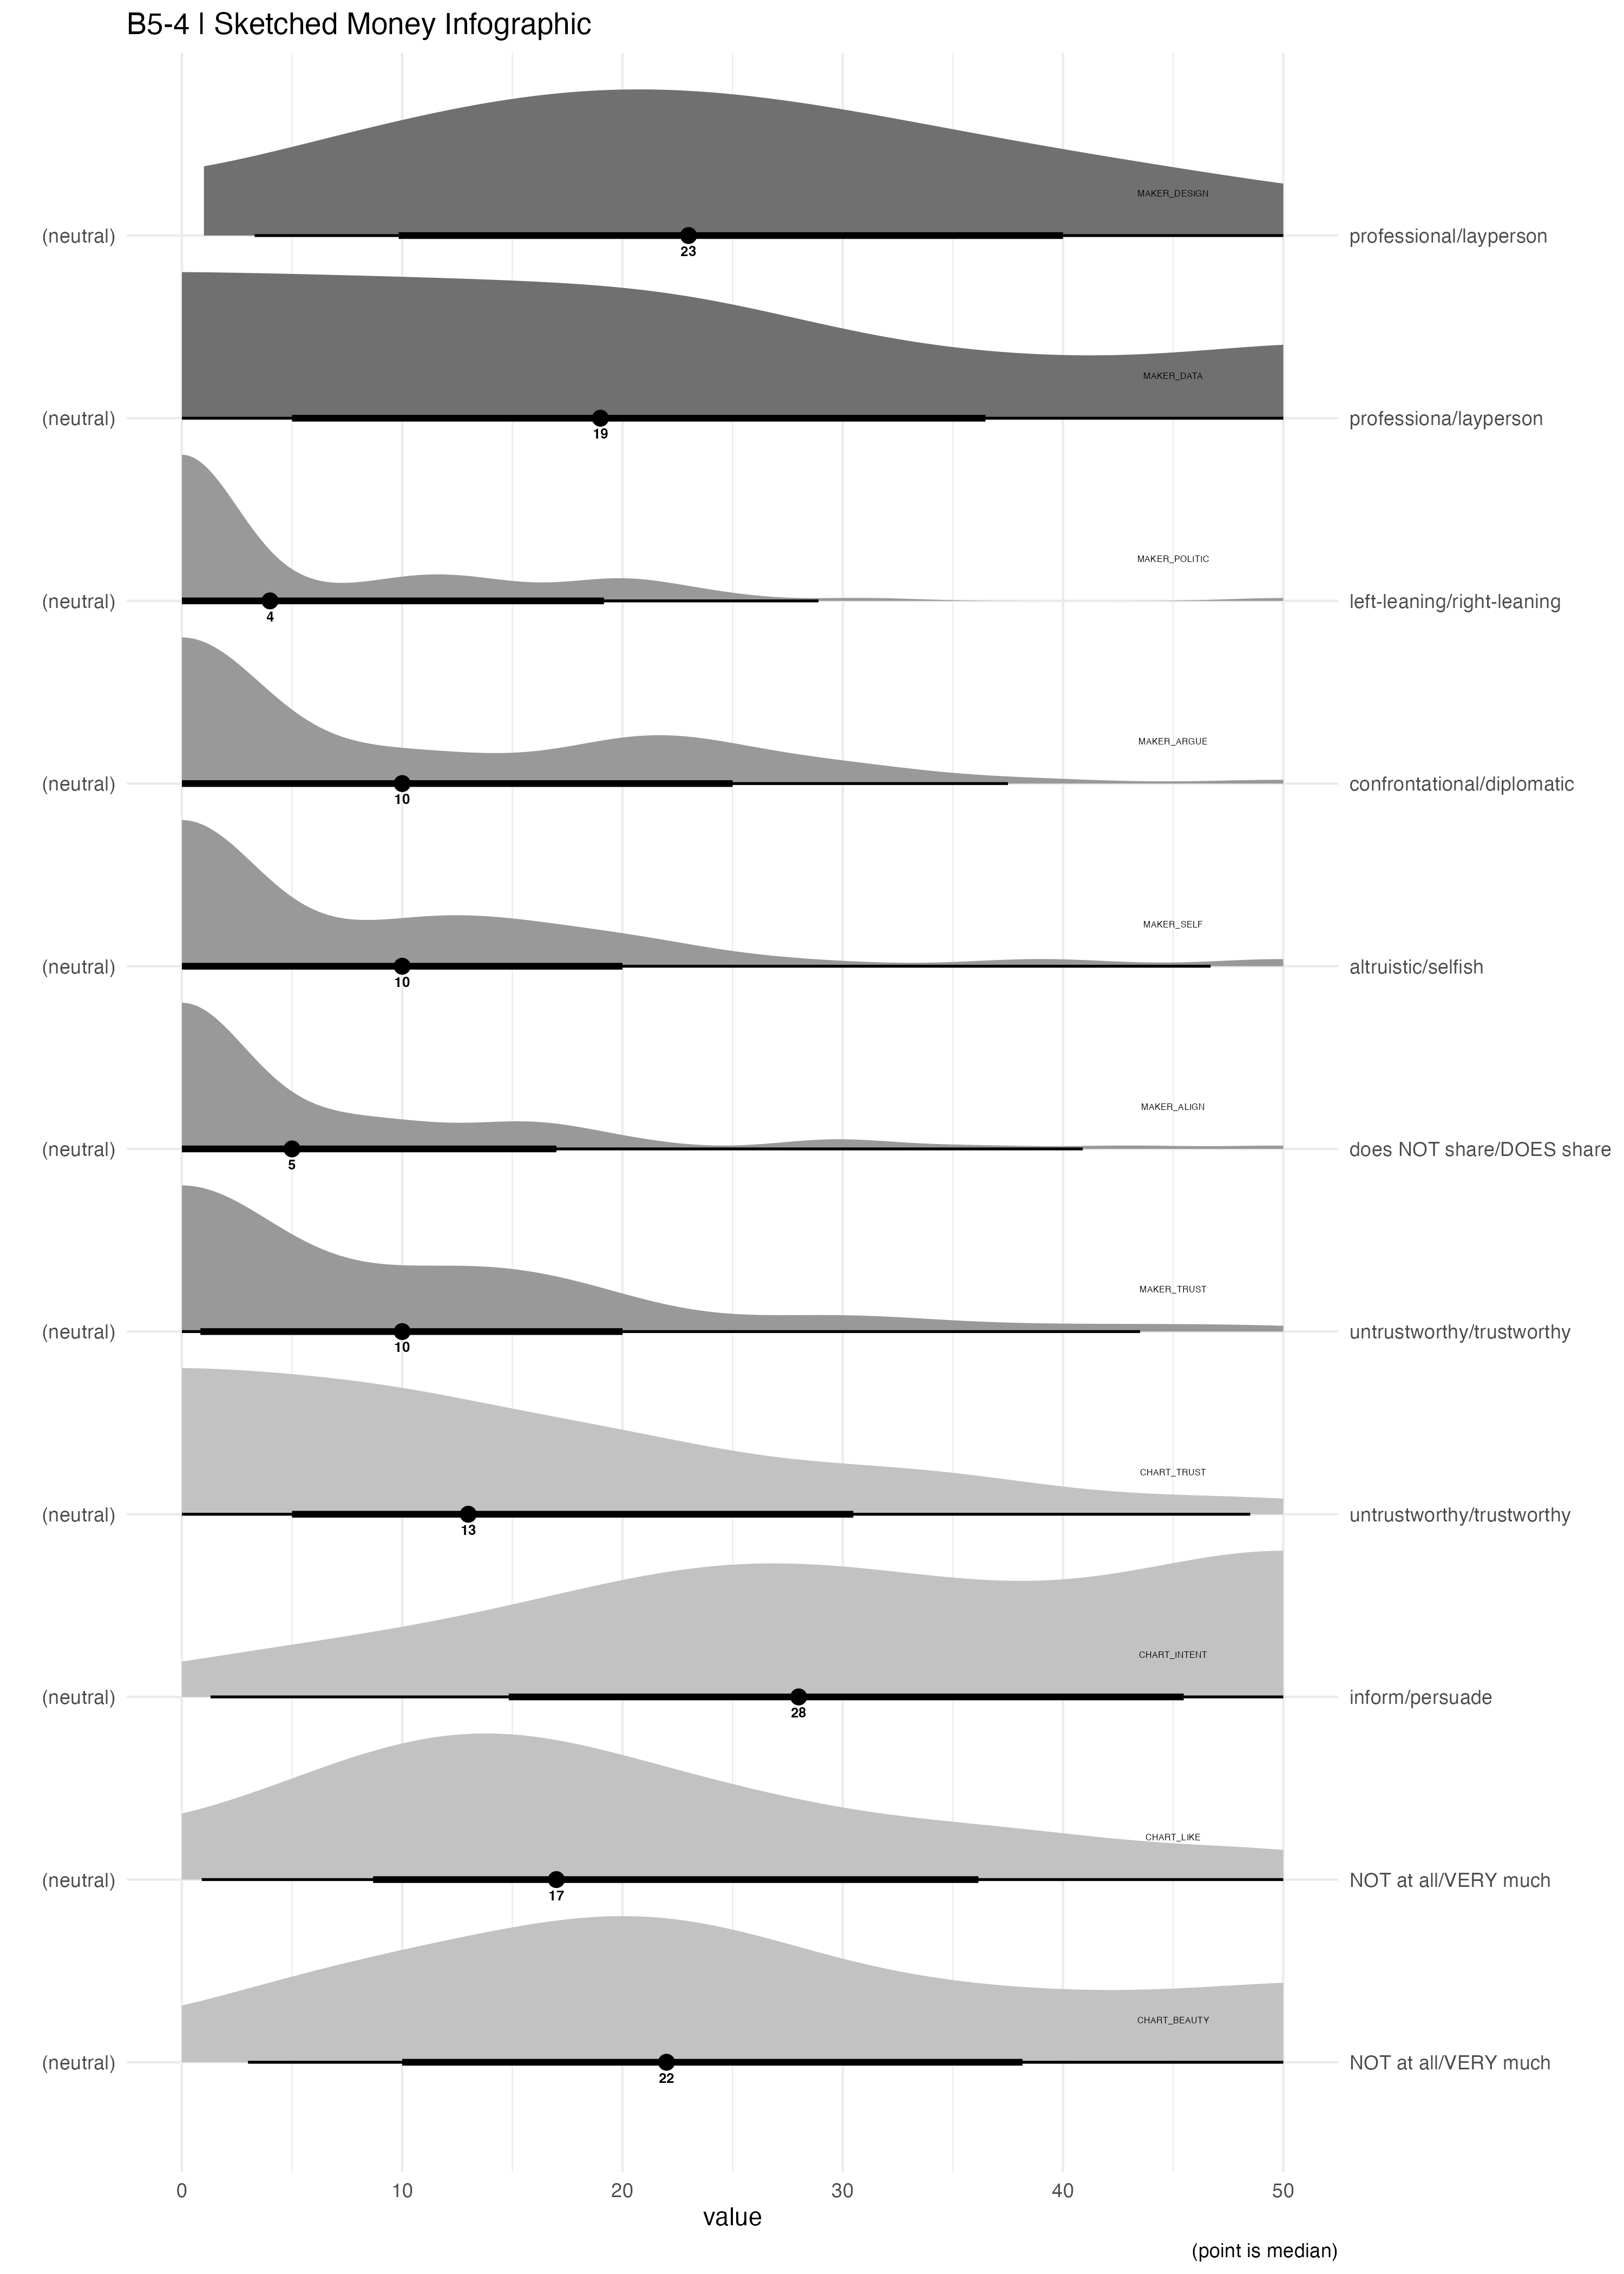 B5-4 | Sketched Money Infographic
MAKER_DESIGN
(neutral) professional/layperson
23
MAKER_DATA
(neutral) professiona/layperson
19
MAKER_POLITIC
(neutral) left-leaning/right-leaning
4
MAKER_ARGUE
(neutral) confrontational/diplomatic
10
MAKER_SELF
(neutral) altruistic/selfish
10
MAKER_ALIGN
(neutral) does NOT share/DOES share
5
MAKER_TRUST
(neutral) untrustworthy/trustworthy
10
CHART_TRUST
(neutral) untrustworthy/trustworthy
13
CHART_INTENT
(neutral) inform/persuade
28
CHART_LIKE
(neutral) NOT at all/VERY much
17
CHART_BEAUTY
(neutral) NOT at all/VERY much
22
0 10 20 30 40 50
value
(point is median)